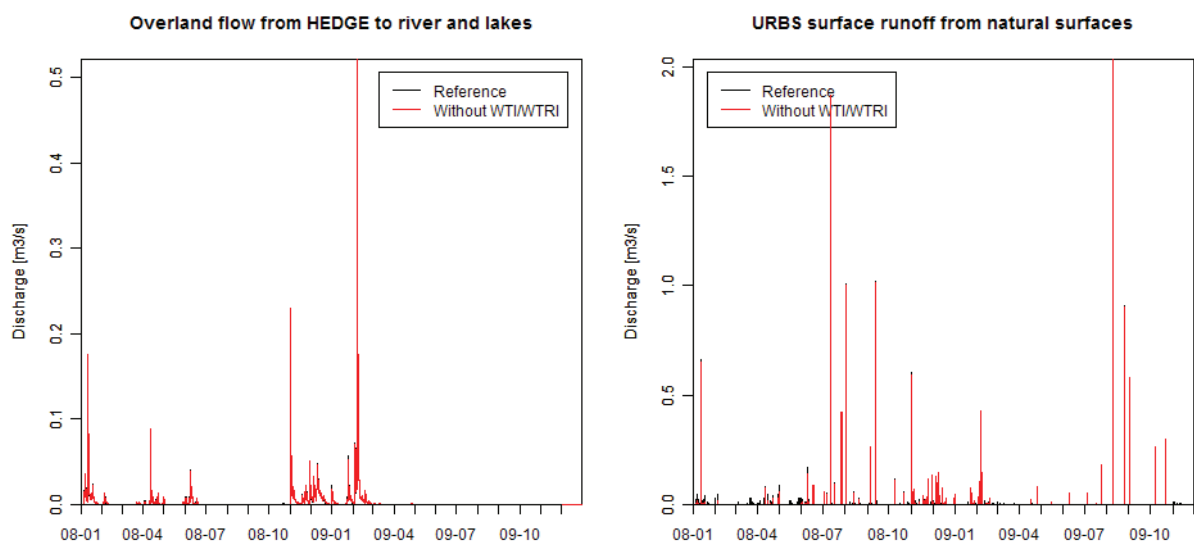 Overland flow from HEDGE to river and lakes
Reference
Without WTI/WTRI
Discharge [m3/s]
0.5
0.4
0.3
0.2
0.1
0.0
08-01 08-04 08-07 08-10 09-01 09-04 09-07 09-10
URBS surface runoff from natural surfaces
Reference
Without WTI/WTRI
Discharge [m3/s]
2.0
1.5
1.0
0.5
0.0
08-01 08-04 08-07 08-10 09-01 09-04 09-07 09-10